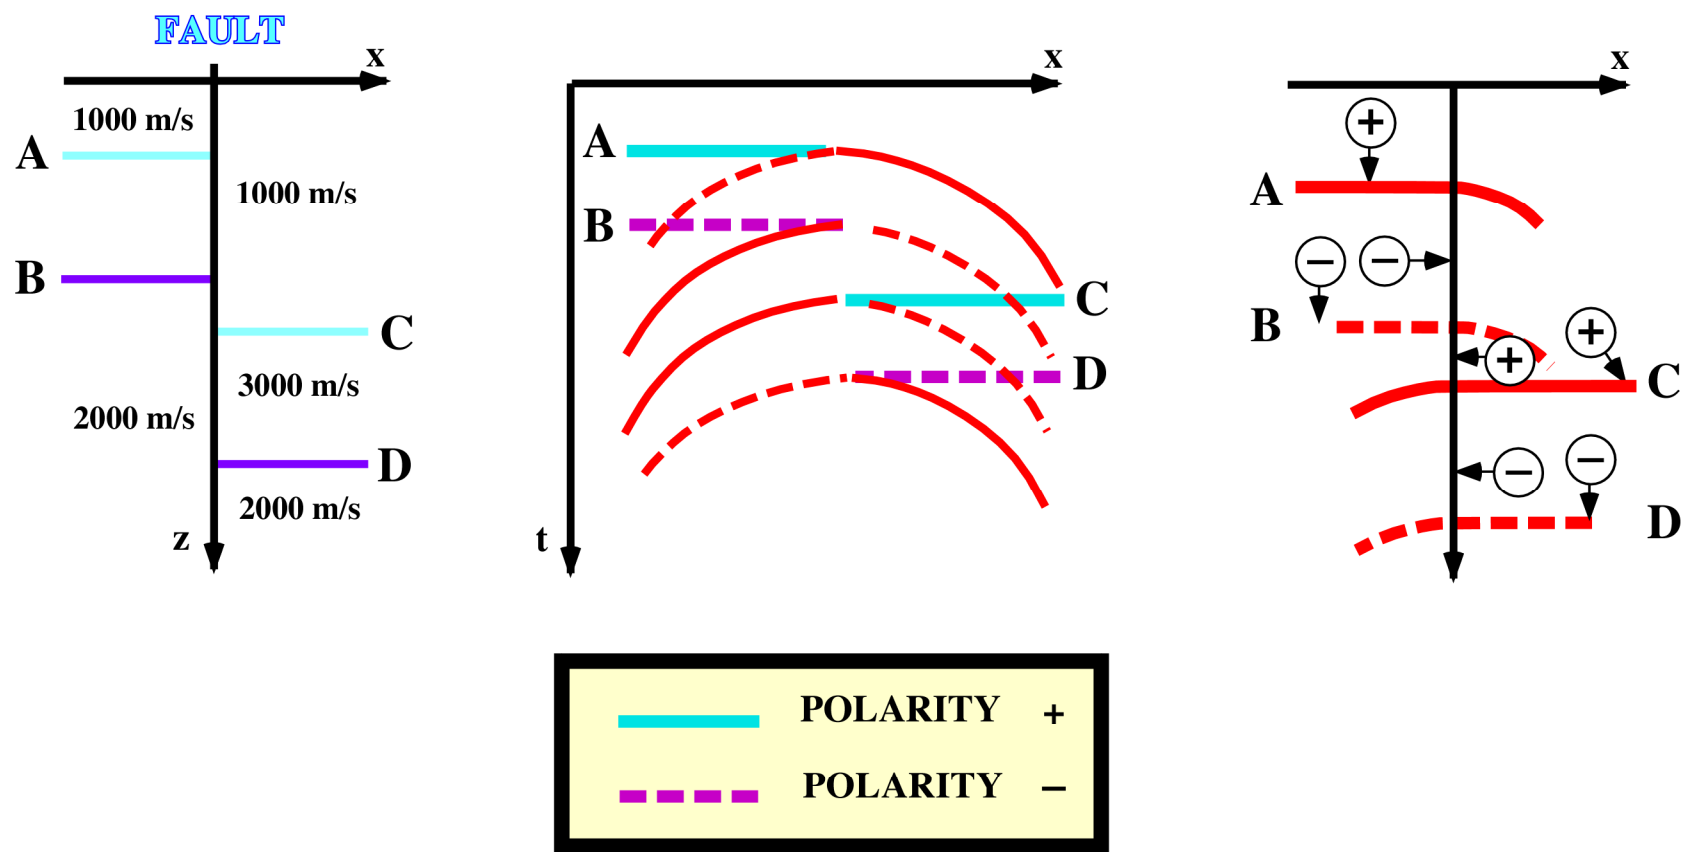 FAULT
x
1000 m/s
A
1000 m/s
B
C
3000 m/s
2000 m/s
D
2000 m/s
z
x
A
B
C
D
t
x
+
A
−
−
B
+
+
C
−
−
D
POLARITY +
POLARITY −